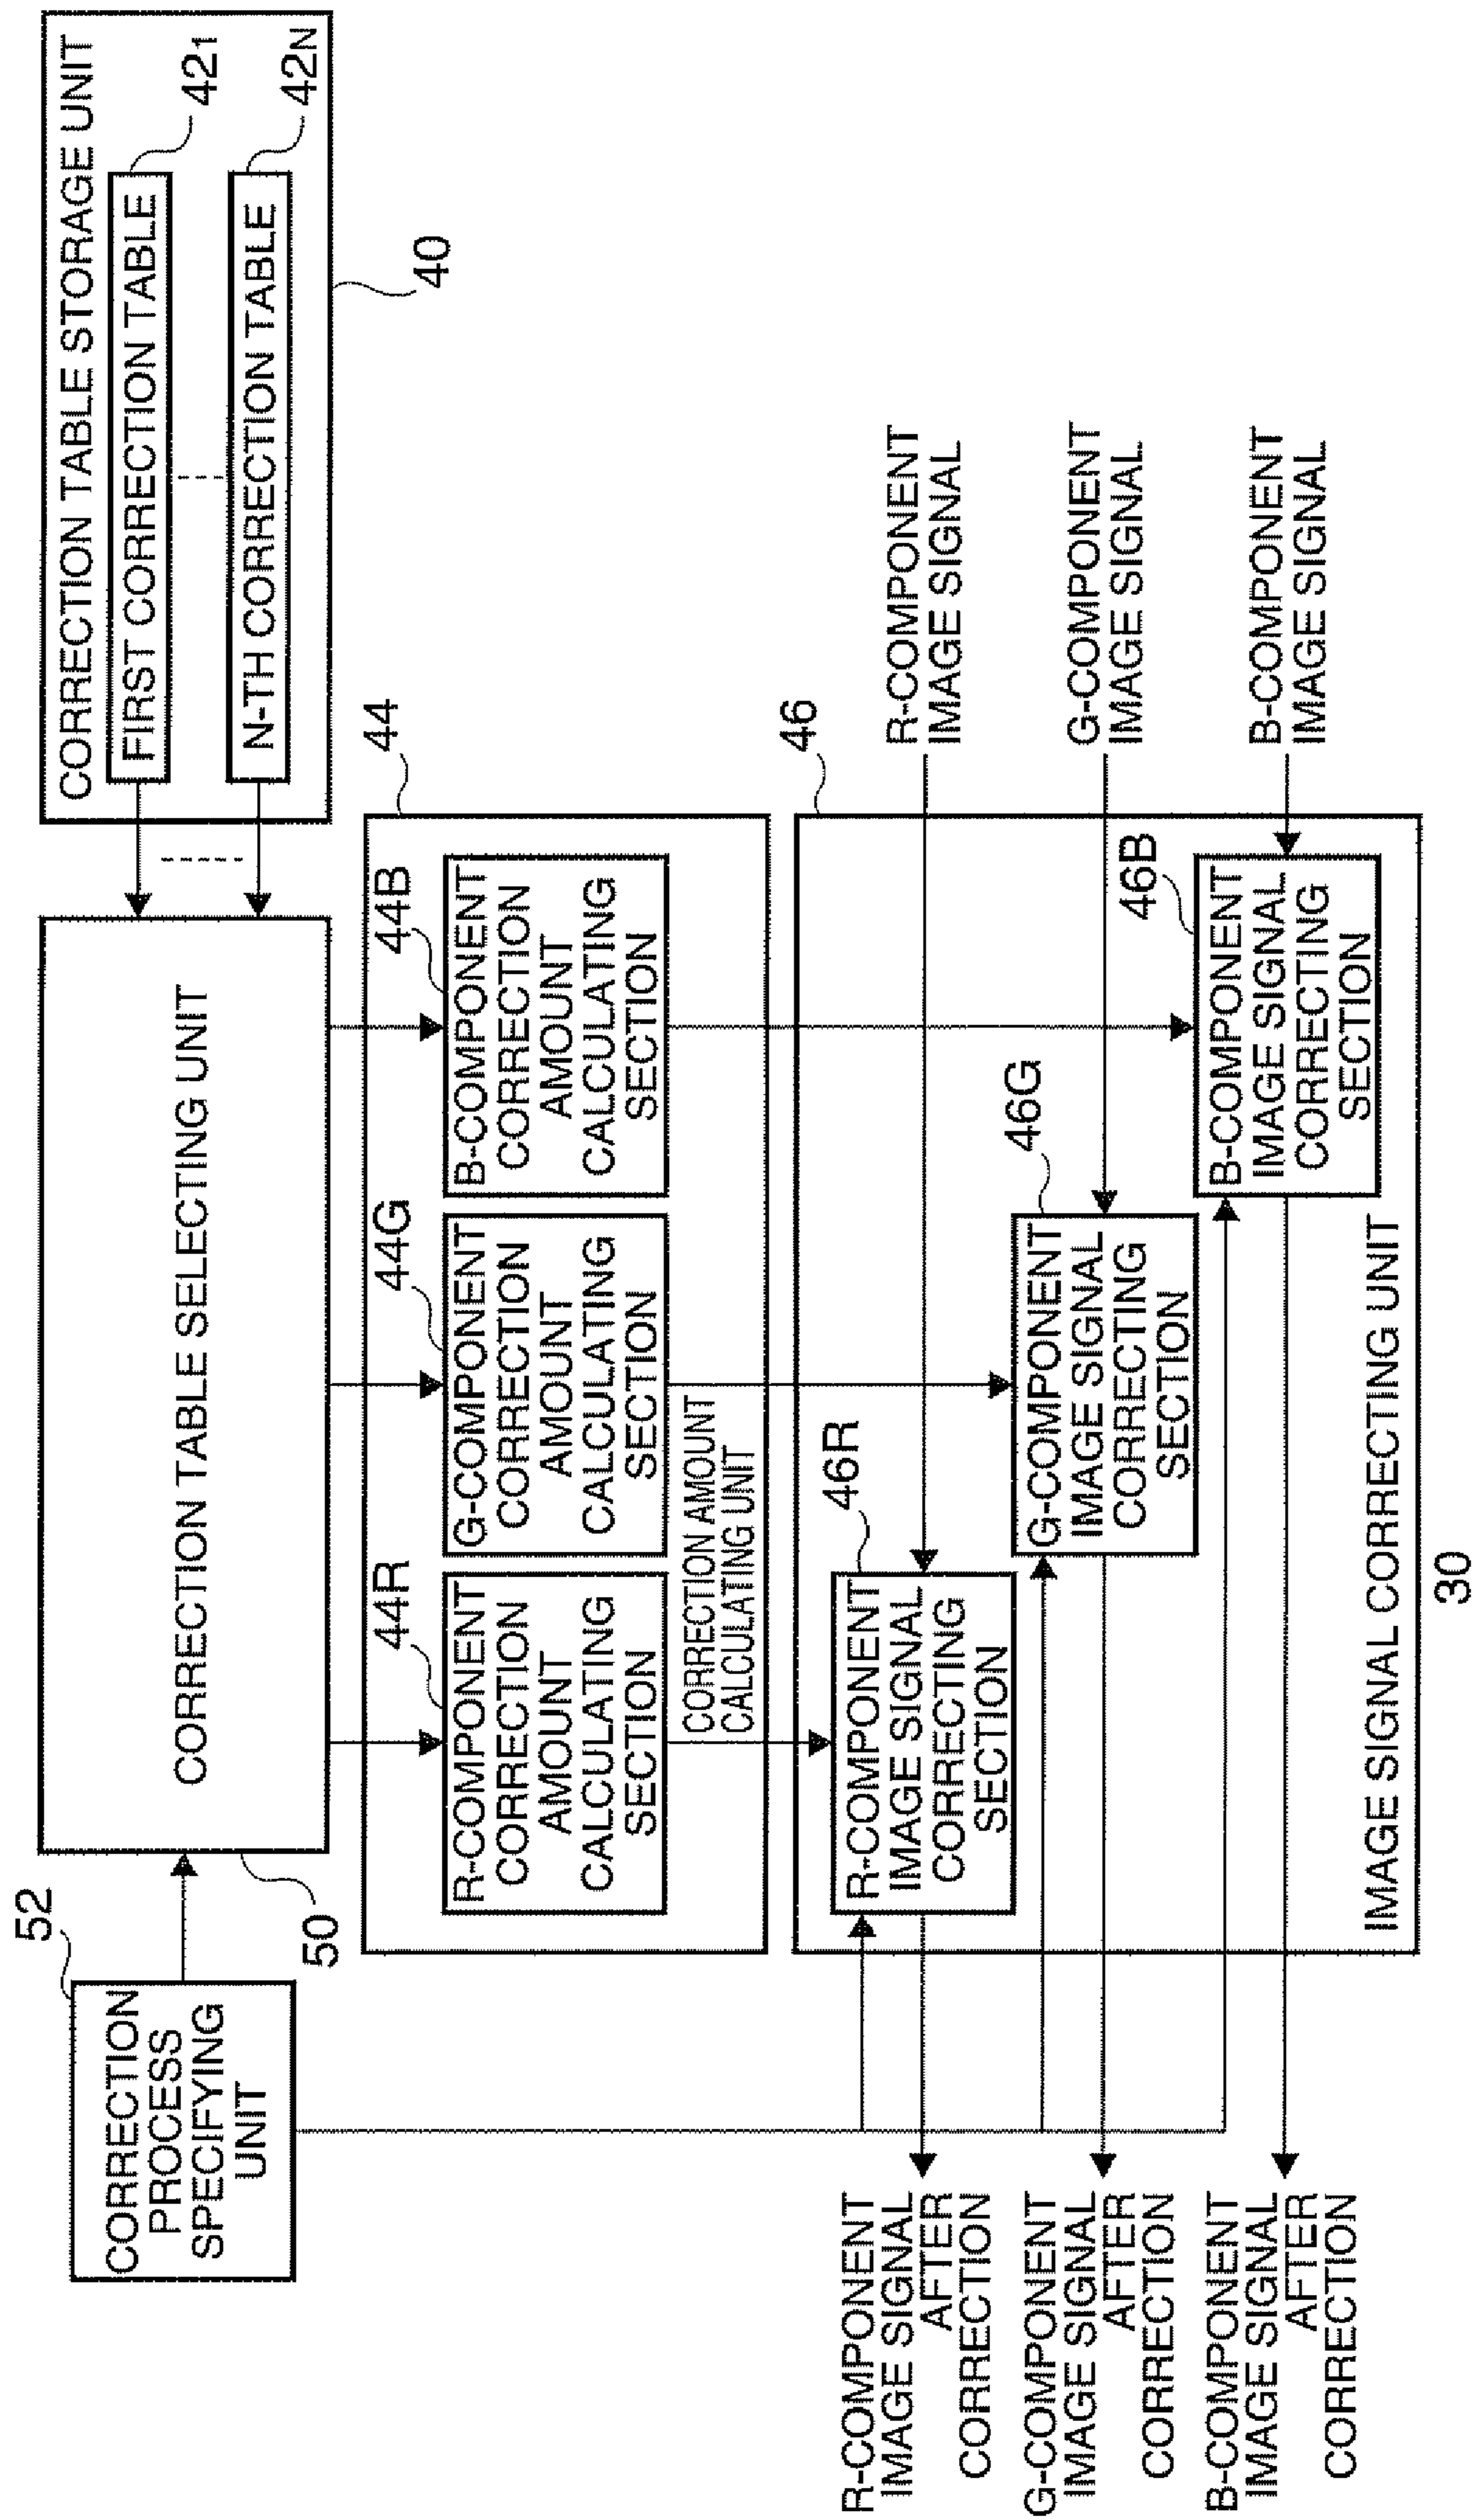 52
CORRECTION
PROCESS
SPECIFYING
UNIT
50
CORRECTION TABLE SELECTING UNIT
CORRECTION TABLE STORAGE UNIT
FIRST CORRECTION TABLE
421
N-TH CORRECTION TABLE
42N
40
44
44R
R-COMPONENT
CORRECTION
AMOUNT
CALCULATING
SECTION
44G
G-COMPONENT
CORRECTION
AMOUNT
CALCULATING
SECTION
44B
B-COMPONENT
CORRECTION
AMOUNT
CALCULATING
SECTION
CORRECTION AMOUNT
CALCULATING UNIT
46
46R
R-COMPONENT
IMAGE SIGNAL
CORRECTING
SECTION
46G
G-COMPONENT
IMAGE SIGNAL
CORRECTING
SECTION
46B
B-COMPONENT
IMAGE SIGNAL
CORRECTING
SECTION
R-COMPONENT
IMAGE SIGNAL
G-COMPONENT
IMAGE SIGNAL
B-COMPONENT
IMAGE SIGNAL
R-COMPONENT
IMAGE SIGNAL
AFTER
CORRECTION
G-COMPONENT
IMAGE SIGNAL
AFTER
CORRECTION
B-COMPONENT
IMAGE SIGNAL
AFTER
CORRECTION
IMAGE SIGNAL CORRECTING UNIT
30